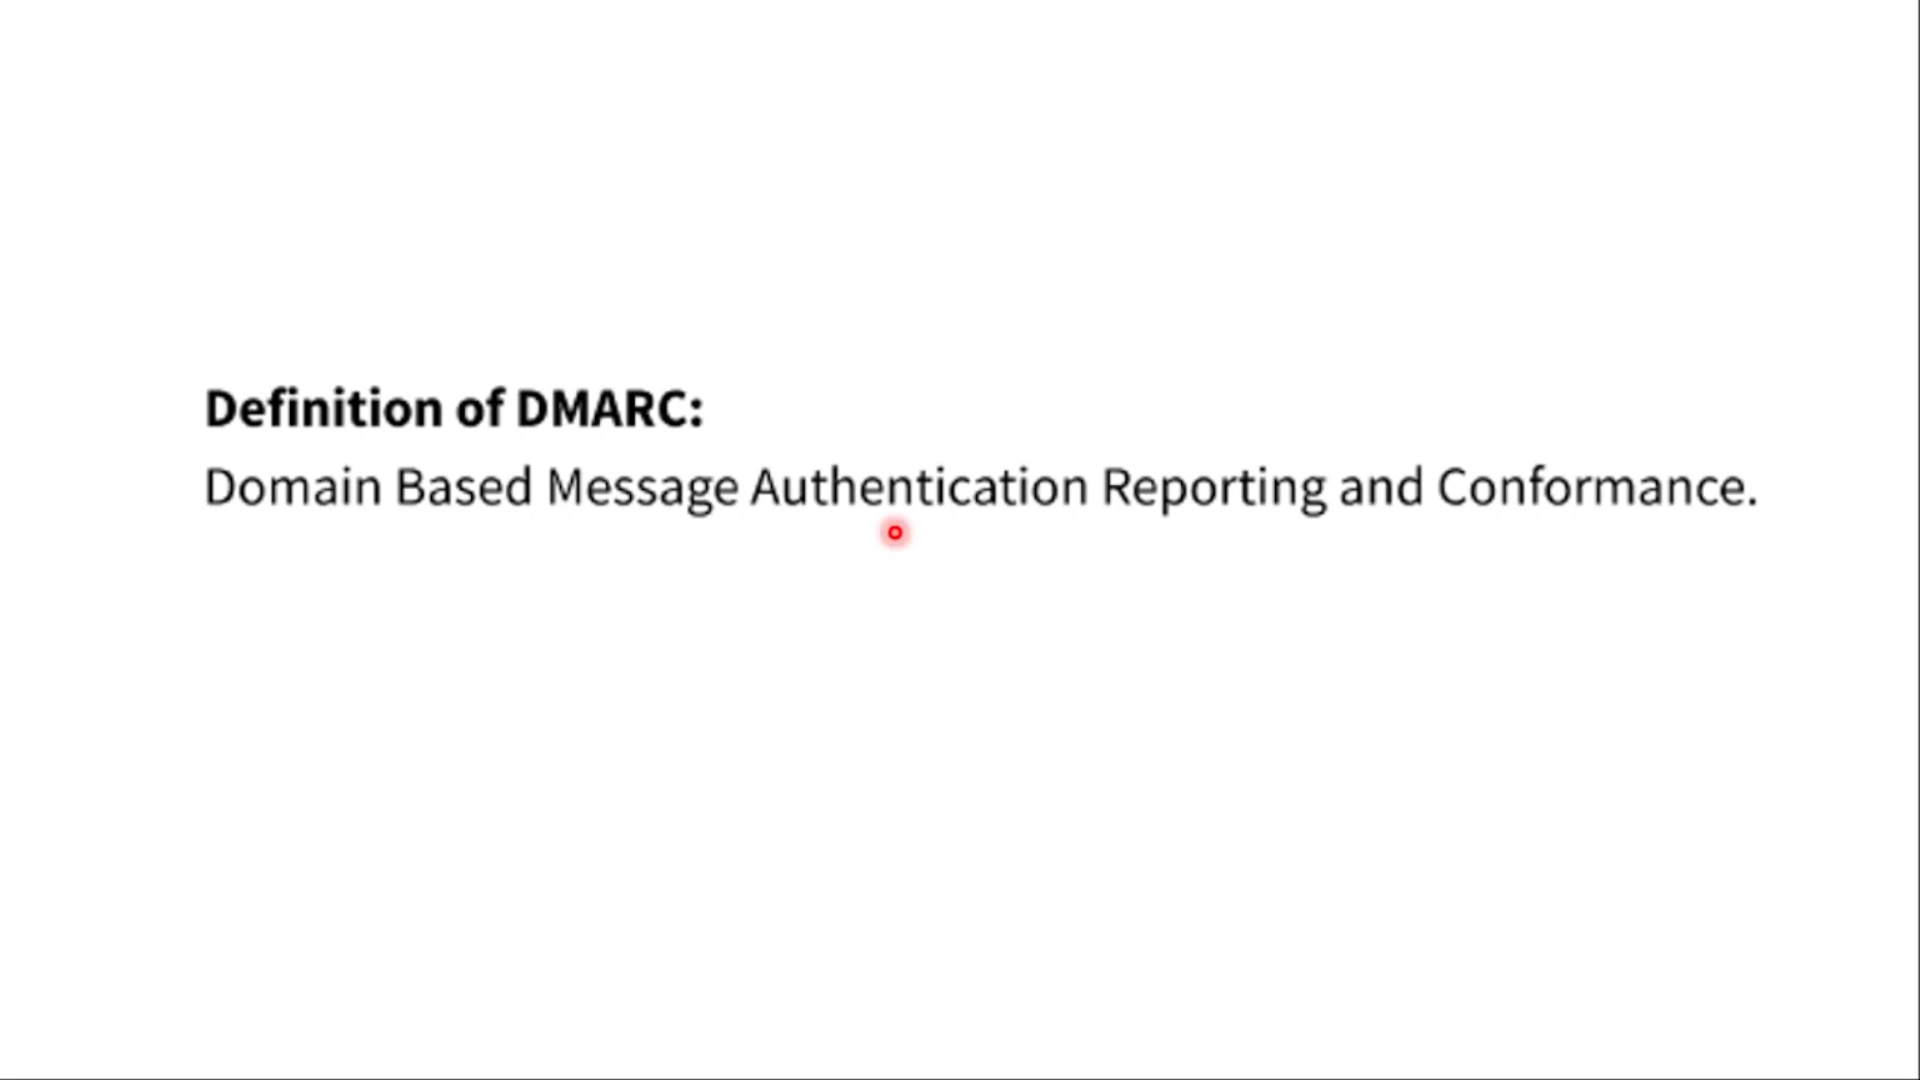 Definition of DMARC:
Domain Based Message Authentication Reporting and Conformance.